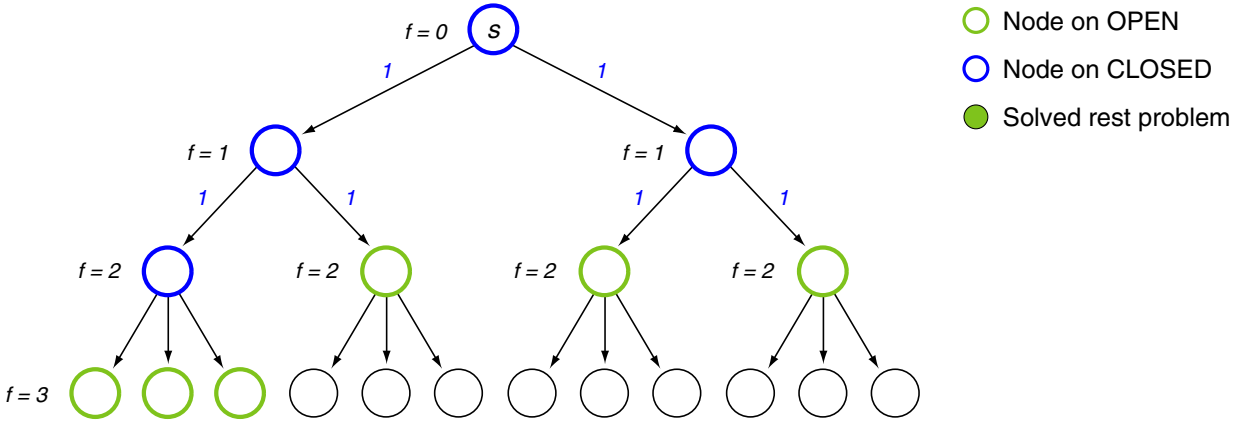 f = 0
s
Node on OPEN
1
1
Node on CLOSED
Solved rest problem
f = 1
f = 1
1
1
1
1
f = 2
f = 2
f = 2
f = 2
f = 3